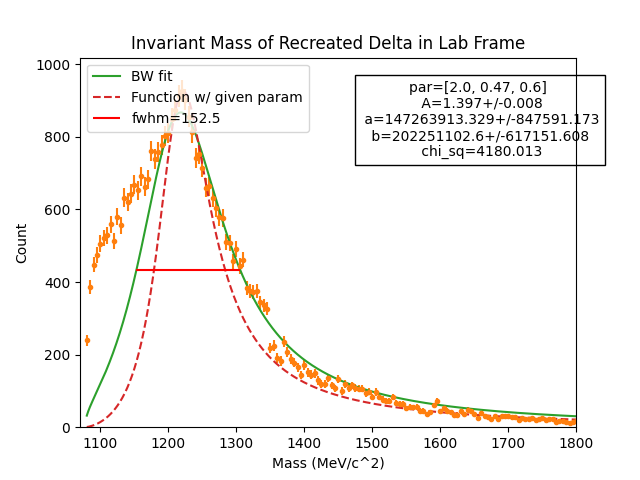 Invariant Mass of Recreated Delta in Lab Frame
BW fit
Function w/ given param
fwhm=152.5
par=[2.0, 0.47, 0.6]
A=1.397+/-0.008
a=147263913.329+/-847591.173
b=202251102.6+/-617151.608
chi_sq=4180.013
Count
1000
800
600
400
200
0
1100 1200 1300 1400 1500 1600 1700 1800
Mass (MeV/c^2)